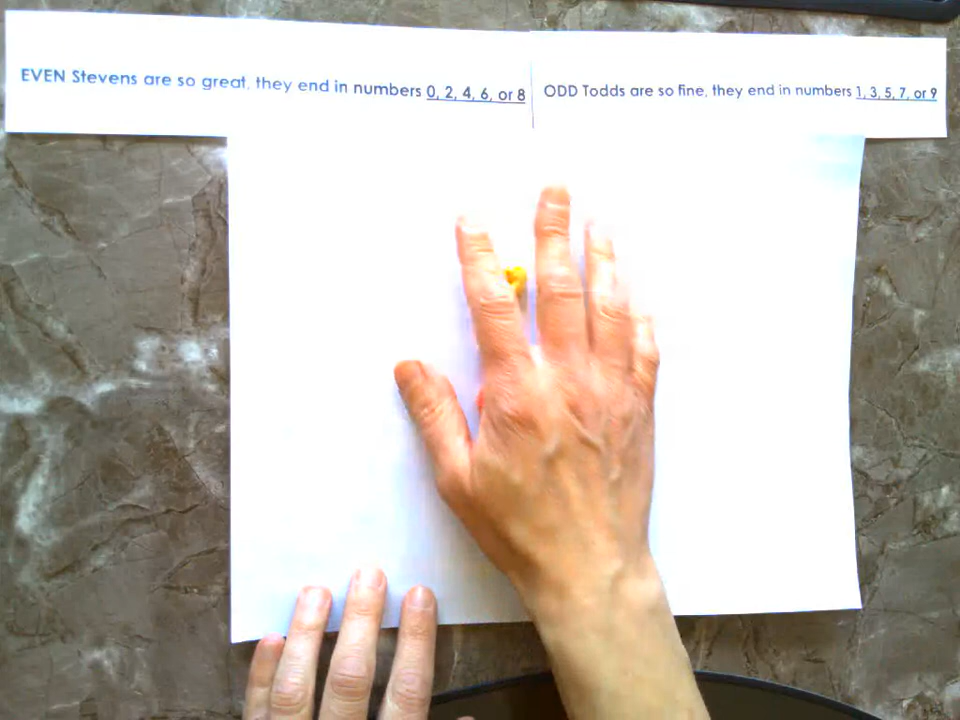 EVEN Stevens are so great, they end in numbers 0, 2, 4, 6, or 8
ODD Todds are so fine, they end in numbers 1, 3, 5, 7, or 9